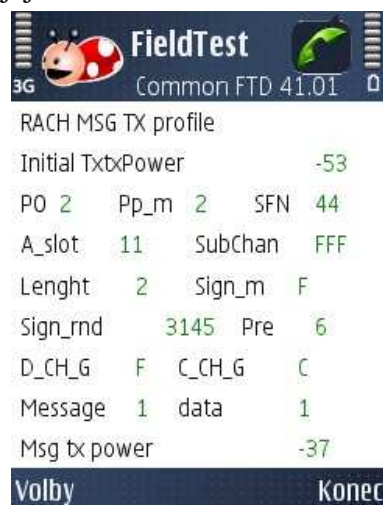 FieldTest
3G Common FTD 41.01
RACH MSG TX profile
Initial TxtxPower -53
PO 2 Pp_m 2 SFN 44
A_slot 11 SubChan FFF
Lenght 2 Sign_m F
Sign_rnd 3145 Pre 6
D_CH_G F C_CH_G C
Message 1 data 1
Msg tx power -37
Volby Konec